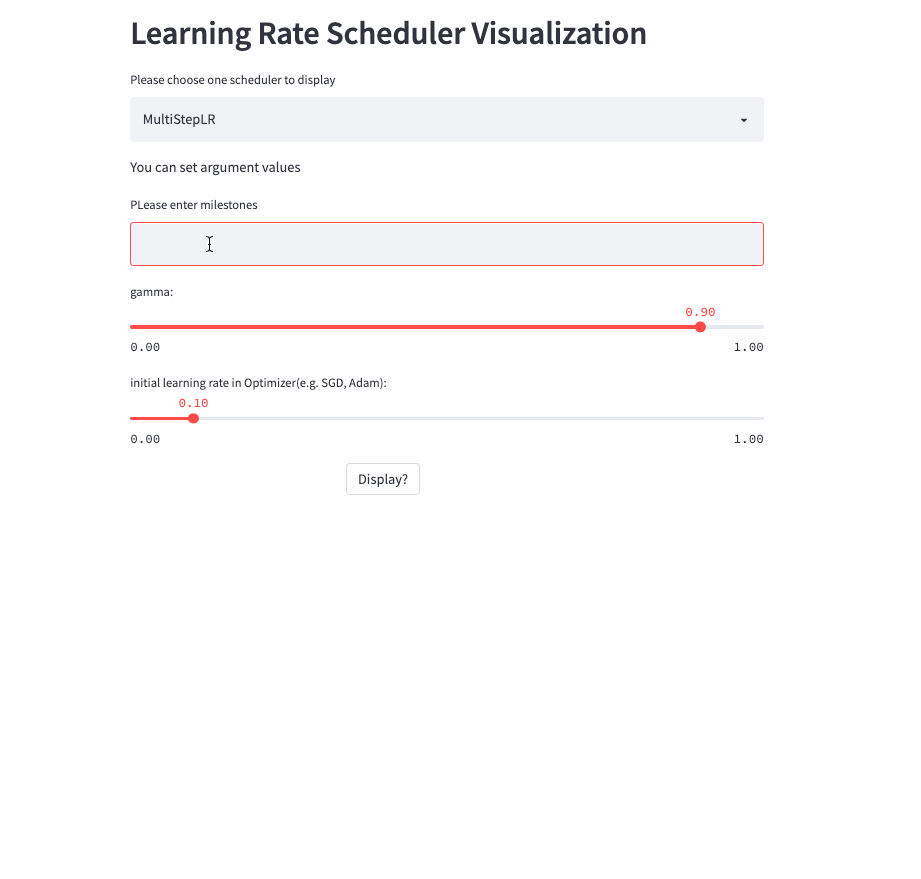 Learning Rate Scheduler Visualization
Please choose one scheduler to display
MultiStepLR
You can set argument values
PLease enter milestones
gamma:
0.90
0.00 1.00
initial learning rate in Optimizer(e.g. SGD, Adam):
0.10
0.00 1.00
Display?